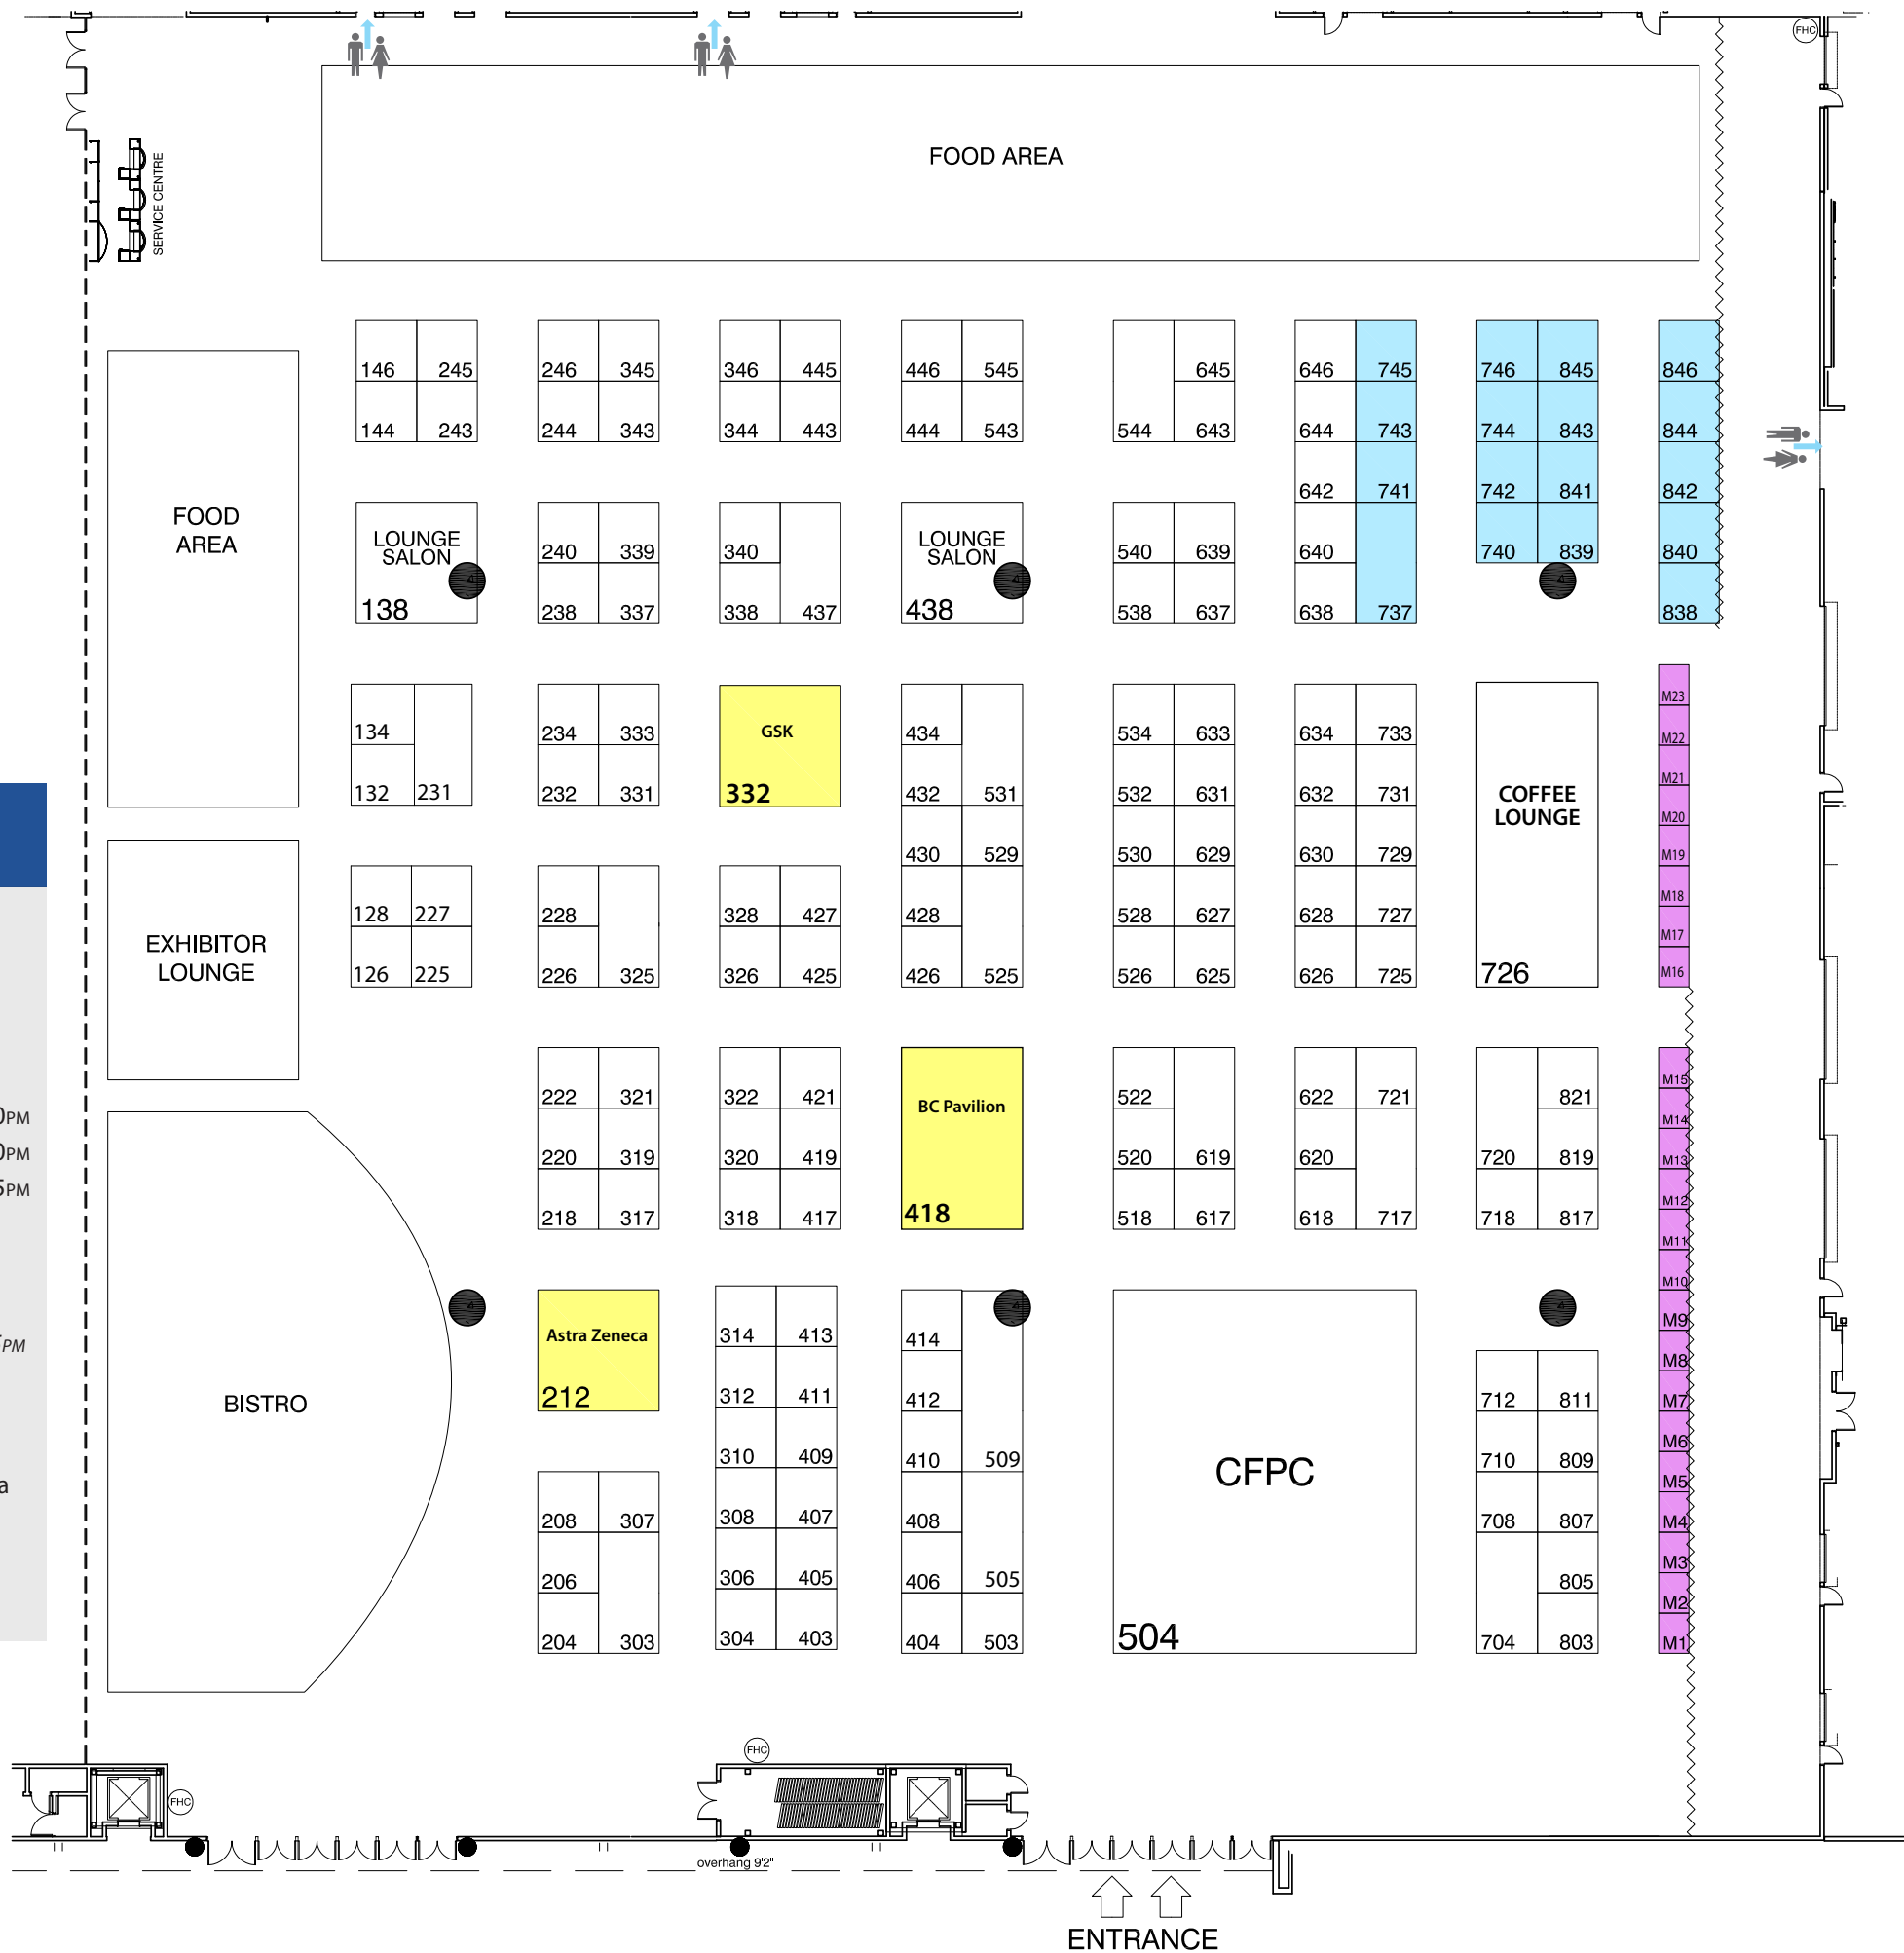 FHC
SERVICE CENTRE
FOOD AREA
146 245 246 345 346 445 446 545 645 646 745 746 845 846
144 243 244 343 344 443 444 543 544 643 644 743 744 843 844
642 741 742 841 842
FOOD
AREA
LOUNGE
SALON
138
240 339 340
LOUNGE
SALON
438
540 639 640 740 839 840
238 337 338 437 538 637 638 737 838
134 234 333
GSK
332
434 534 633 634 733
132 231 232 331 432 531 532 631 632 731
COFFEE
LOUNGE
726
430 529 530 629 630 729
128 227 228 328 427 428 528 627 628 727
126 225 226 325 326 425 426 525 526 625 626 725
M23
M22
M21
M20
M19
M18
M17
M16
EXHIBITOR
LOUNGE
222 321 322 421
BC Pavilion
418
522 622 721 821
220 319 320 419 520 619 620 720 819
218 317 318 417 518 617 618 717 718 817
M15
M14
M13
M12
M11
M10
M9
M8
M7
M6
M5
M4
M3
M2
M1
0PM
0PM
5PM
PM
a
BISTRO
Astra Zeneca
212
314 413 414
312 411 412 712 811
310 409 410 509 710 809
208 307 308 407 408 708 807
206 306 405 406 505 805
204 303 304 403 404 503 704 803
CFPC
504
FHC
FHC
overhang 9'2"
ENTRANCE